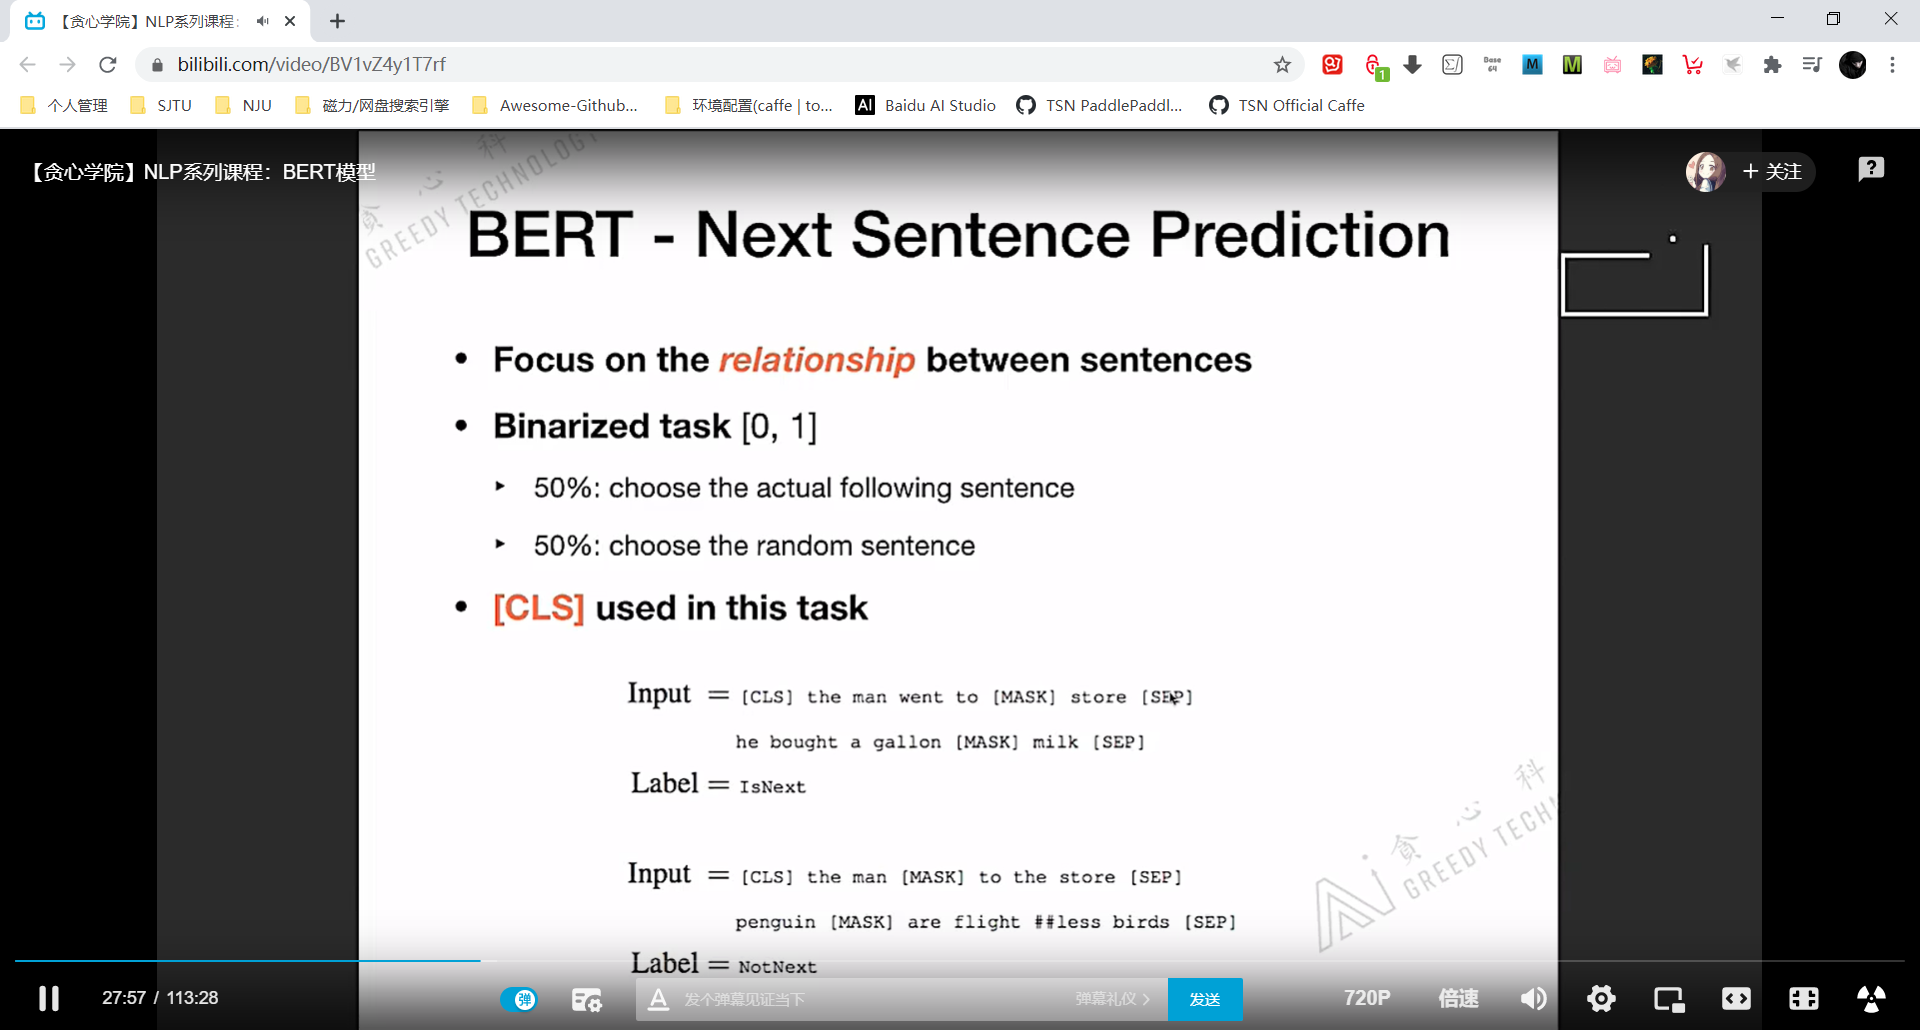 【贪心学院】NLP系列课程：
bilibili.com/video/BV1vZ4y1T7rf
1
Base
64
M
M
个人管理 SJTU NJU 磁力/网盘搜索引擎 Awesome-Github... 环境配置(caffe | to... AI Baidu AI Studio TSN PaddlePaddl... TSN Official Caffe
【贪心学院】NLP系列课程：BERT模型
+ 关注
?
贪心科
GREEDY TECHNOLOGY
BERT - Next Sentence Prediction
• Focus on the relationship between sentences
• Binarized task [0, 1]
▸ 50%: choose the actual following sentence
▸ 50%: choose the random sentence
• [CLS] used in this task
Input = [CLS] the man went to [MASK] store [SEP]
he bought a gallon [MASK] milk [SEP]
Label = IsNext
Input = [CLS] the man [MASK] to the store [SEP]
penguin [MASK] are flight ##less birds [SEP]
Label = NotNext
贪心科
GREEDY TECH
27:57 / 113:28
弹
A 发个弹幕见证当下
弹幕礼仪 >
发送
720P
倍速